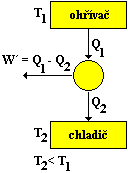 T1 ohřívač
Q1
W´ = Q1 - Q2
Q2
T2 chladič
T2< T1